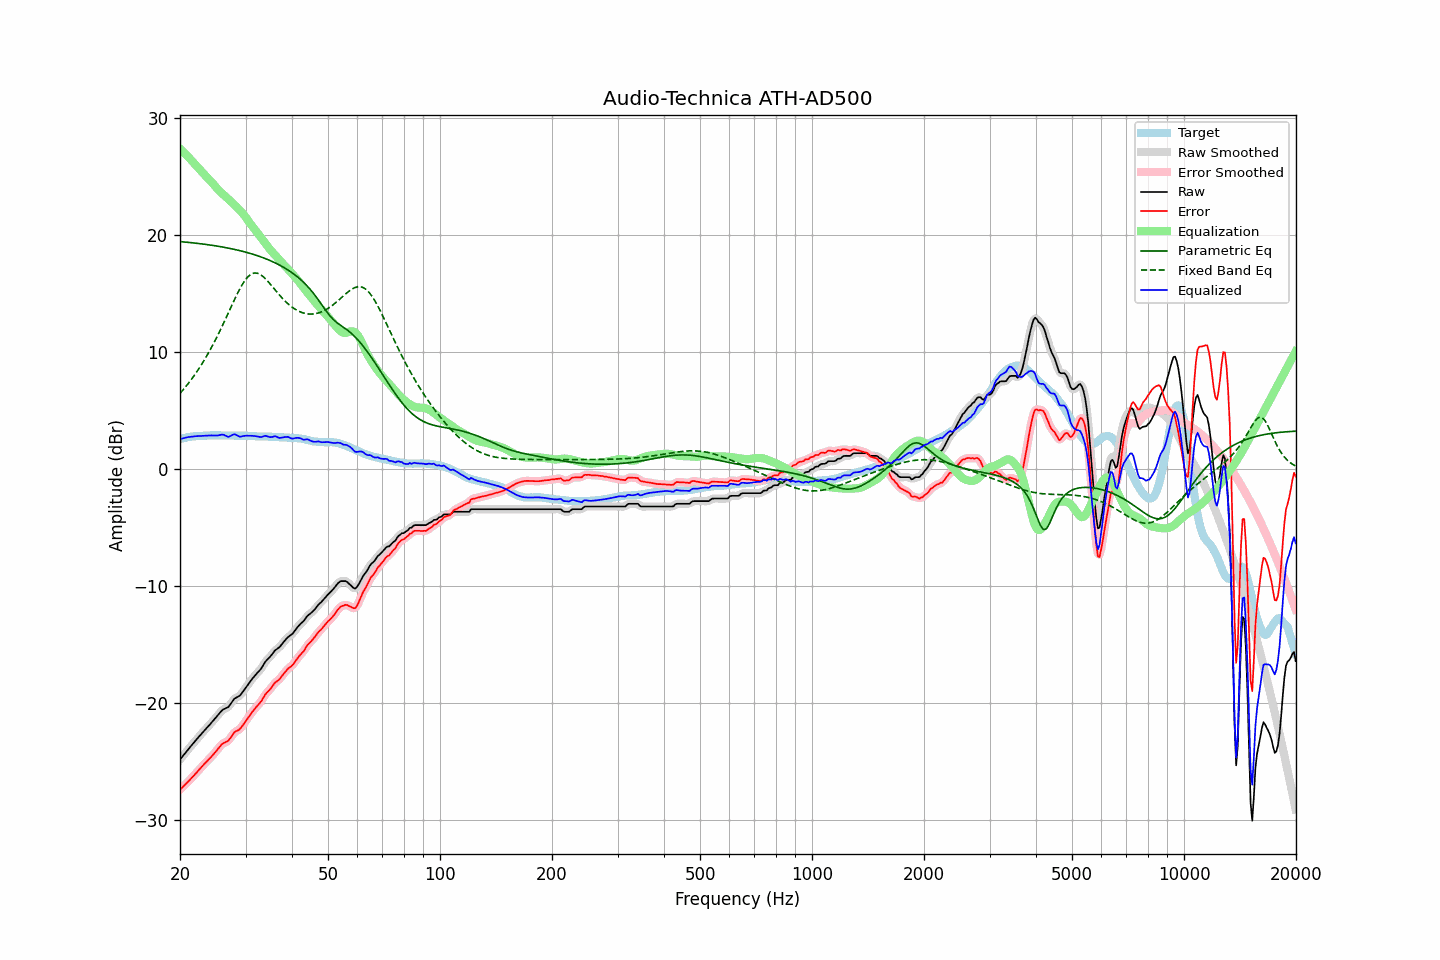 Audio-Technica ATH-AD500
30
20
10
0
−10
−20
−30
Amplitude (dBr)
20
50
100
200
500
1000
2000
5000
10000
20000
Frequency (Hz)
Target
Raw Smoothed
Error Smoothed
Raw
Error
Equalization
Parametric Eq
Fixed Band Eq
Equalized